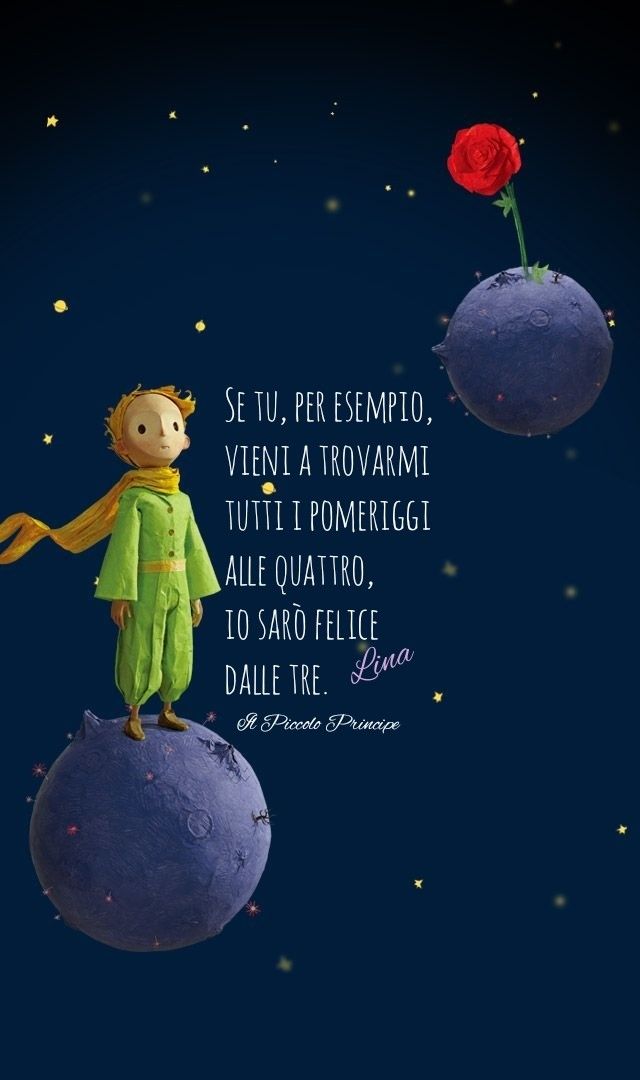 SE TU, PER ESEMPIO,
VIENI A TROVARMI
TUTTI I POMERIGGI
ALLE QUATTRO,
IO SARÒ FELICE
DALLE TRE.
Lina
Il Piccolo Principe